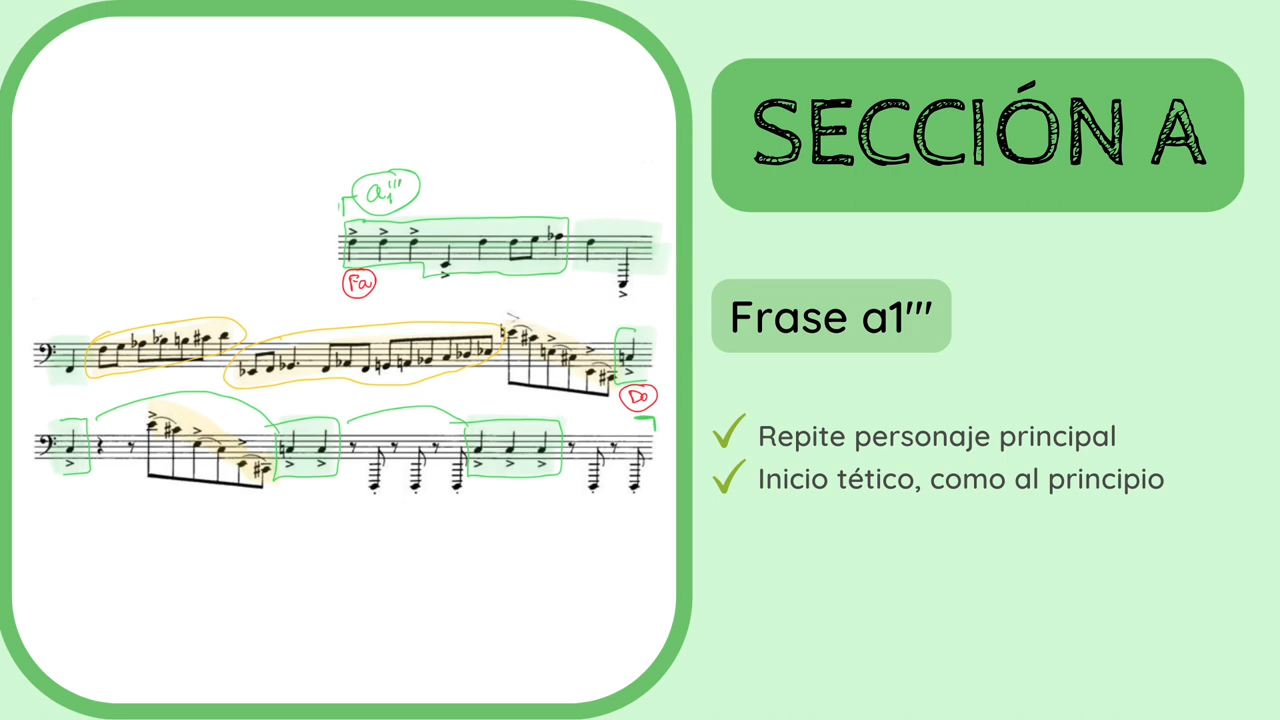 SECCIÓN A
a1'''
Fa
Do
Frase a1'''
Repite personaje principal
Inicio tético, como al principio